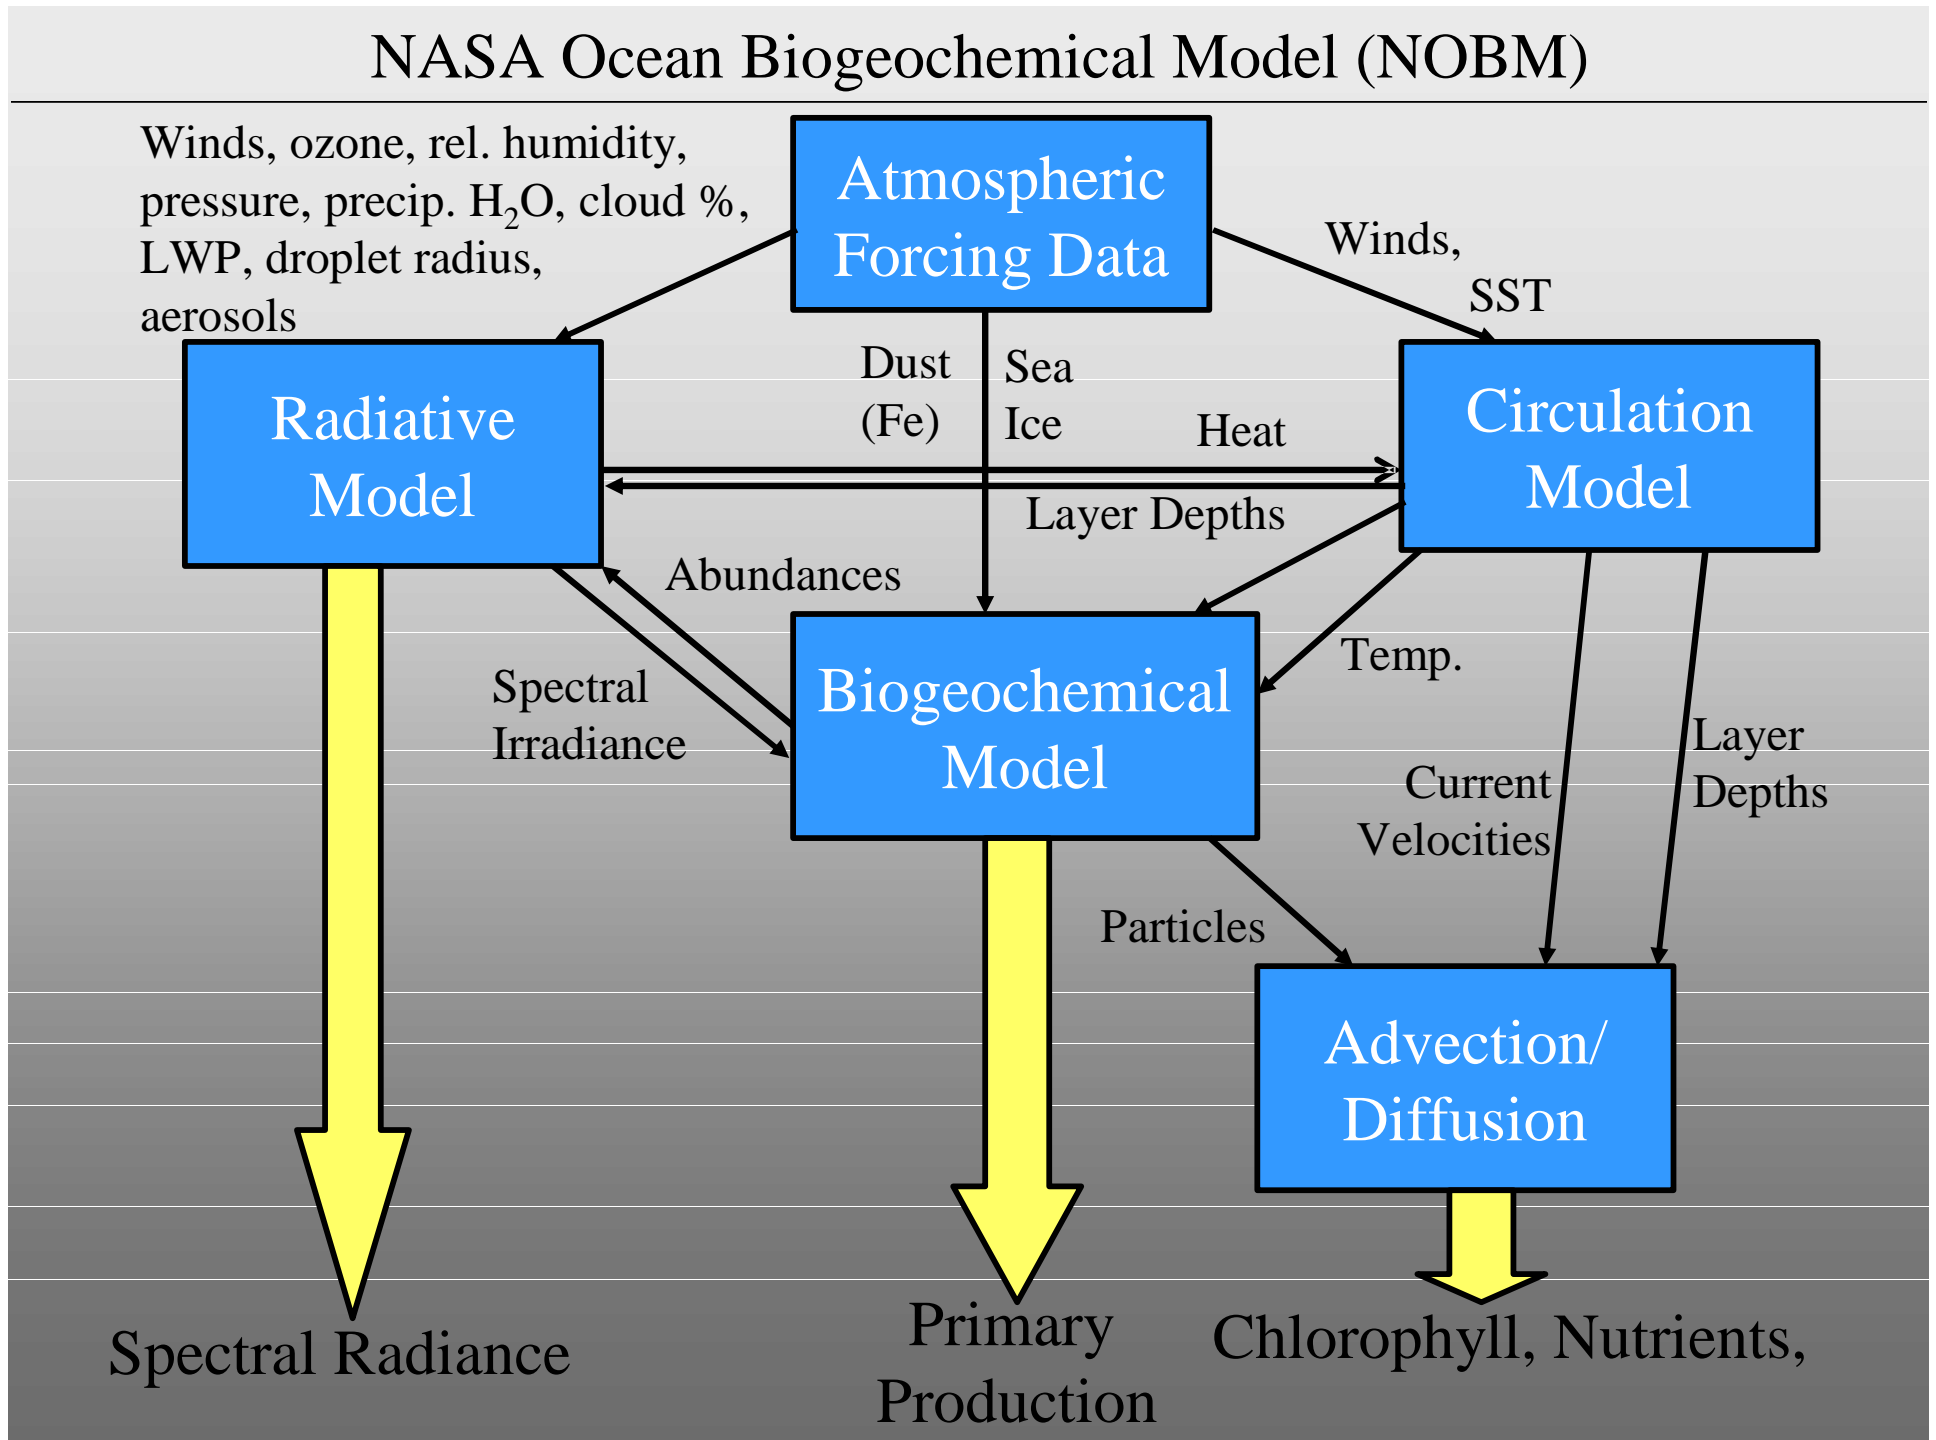 NASA Ocean Biogeochemical Model (NOBM)
Winds, ozone, rel. humidity,
pressure, precip. H₂O, cloud %,
LWP, droplet radius,
aerosols
Atmospheric
Forcing Data
Winds,
SST
Dust
(Fe)
Sea
Ice
Radiative
Model
Heat
Layer Depths
Circulation
Model
Abundances
Spectral
Irradiance
Biogeochemical
Model
Temp.
Current
Velocities
Layer
Depths
Particles
Advection/
Diffusion
Spectral Radiance
Primary
Production
Chlorophyll, Nutrients,